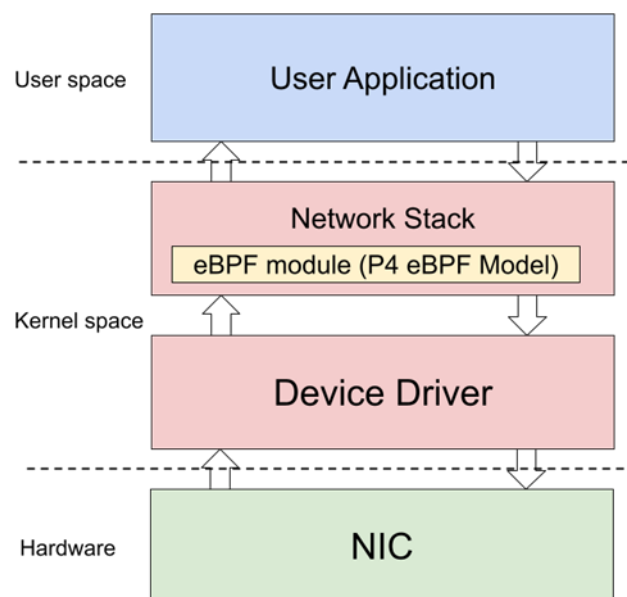 User space
User Application
Network Stack
eBPF module (P4 eBPF Model)
Kernel space
Device Driver
Hardware
NIC